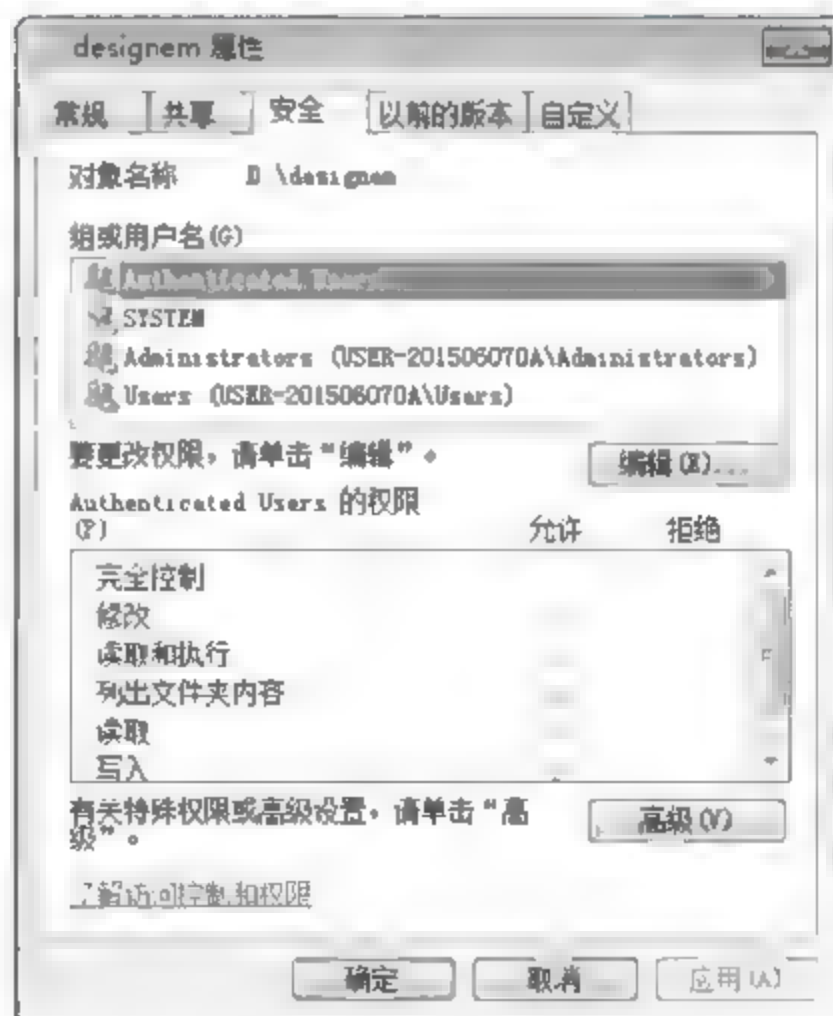 designem 属性
常规 共享 安全 以前的版本 自定义
对象名称 D \designem
组或用户名(G)
Authenticated Users
SYSTEM
Administrators (USER-201506070A\Administrators)
Users (USER-201506070A\Users)
要更改权限，请单击“编辑”。
编辑(E)...
Authenticated Users 的权限
(P)
允许 拒绝
完全控制
修改
读取和执行
列出文件夹内容
读取
写入
有关特殊权限或高级设置，请单击“高
级”。
高级(V)
了解访问控制和权限
确定 取消 应用(A)